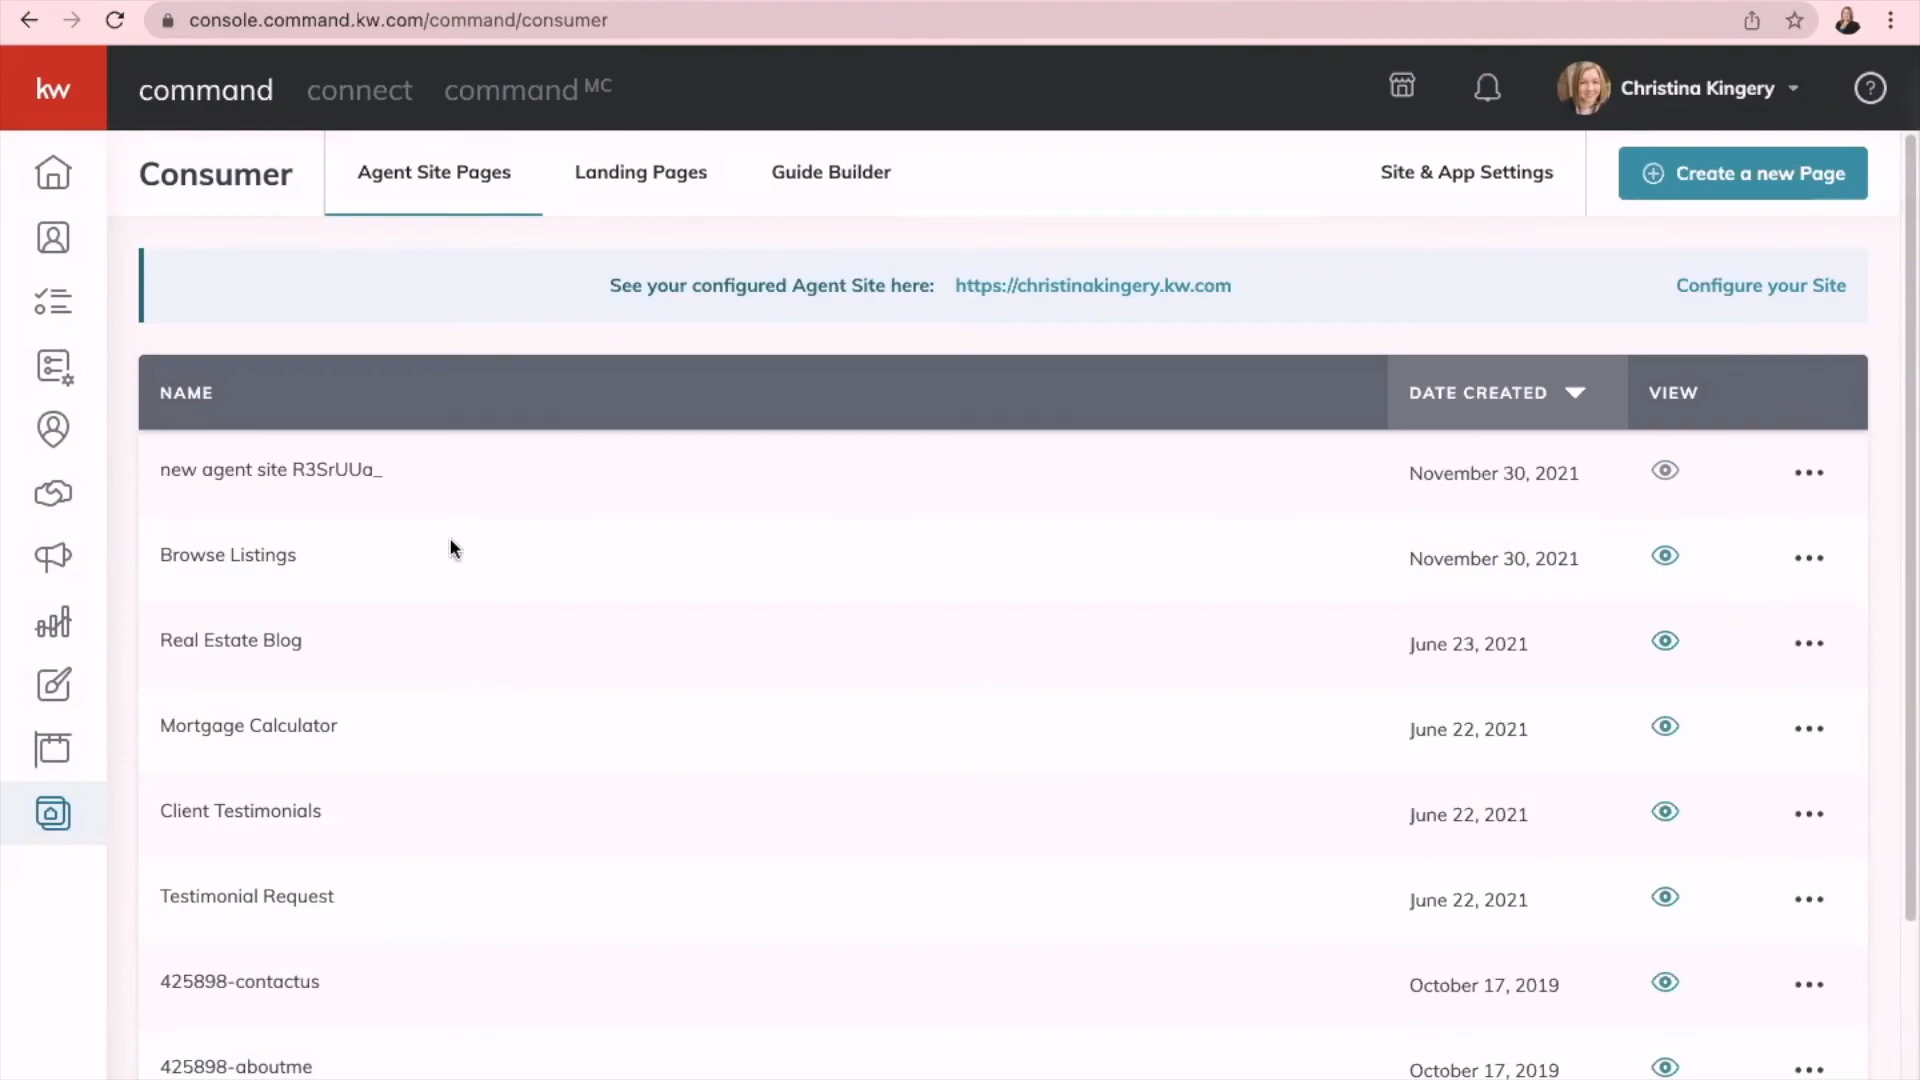 console.command.kw.com/command/consumer
kw command connect command MC Christina Kingery ?
Consumer Agent Site Pages Landing Pages Guide Builder Site & App Settings Create a new Page
See your configured Agent Site here: https://christinakingery.kw.com Configure your Site
NAME DATE CREATED VIEW
new agent site R3SrUUa_ November 30, 2021
Browse Listings November 30, 2021
Real Estate Blog June 23, 2021
Mortgage Calculator June 22, 2021
Client Testimonials June 22, 2021
Testimonial Request June 22, 2021
425898-contactus October 17, 2019
425898-aboutme October 17, 2019